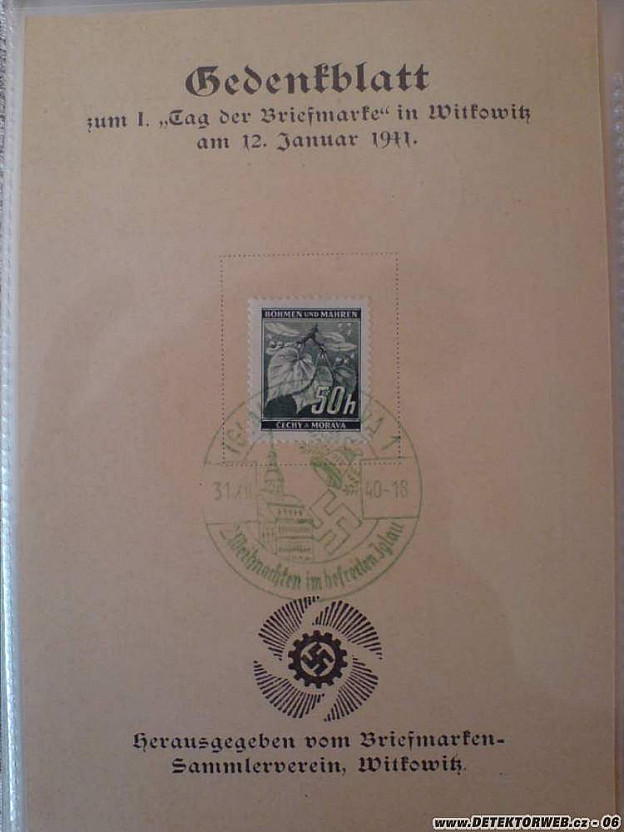 Gedenkblatt
zum I. „Tag der Briefmarke“ in Witkowitz
am 12. Januar 1941.
BÖHMEN UND MÄHREN
50h
ČECHY A MORAVA
1
31.XII 40-18
Weihnachten im befreiten Iglau
Herausgegeben vom Briefmarken-
Sammlerverein, Witkowitz.
www.DETEKTORWEB.cz - 06